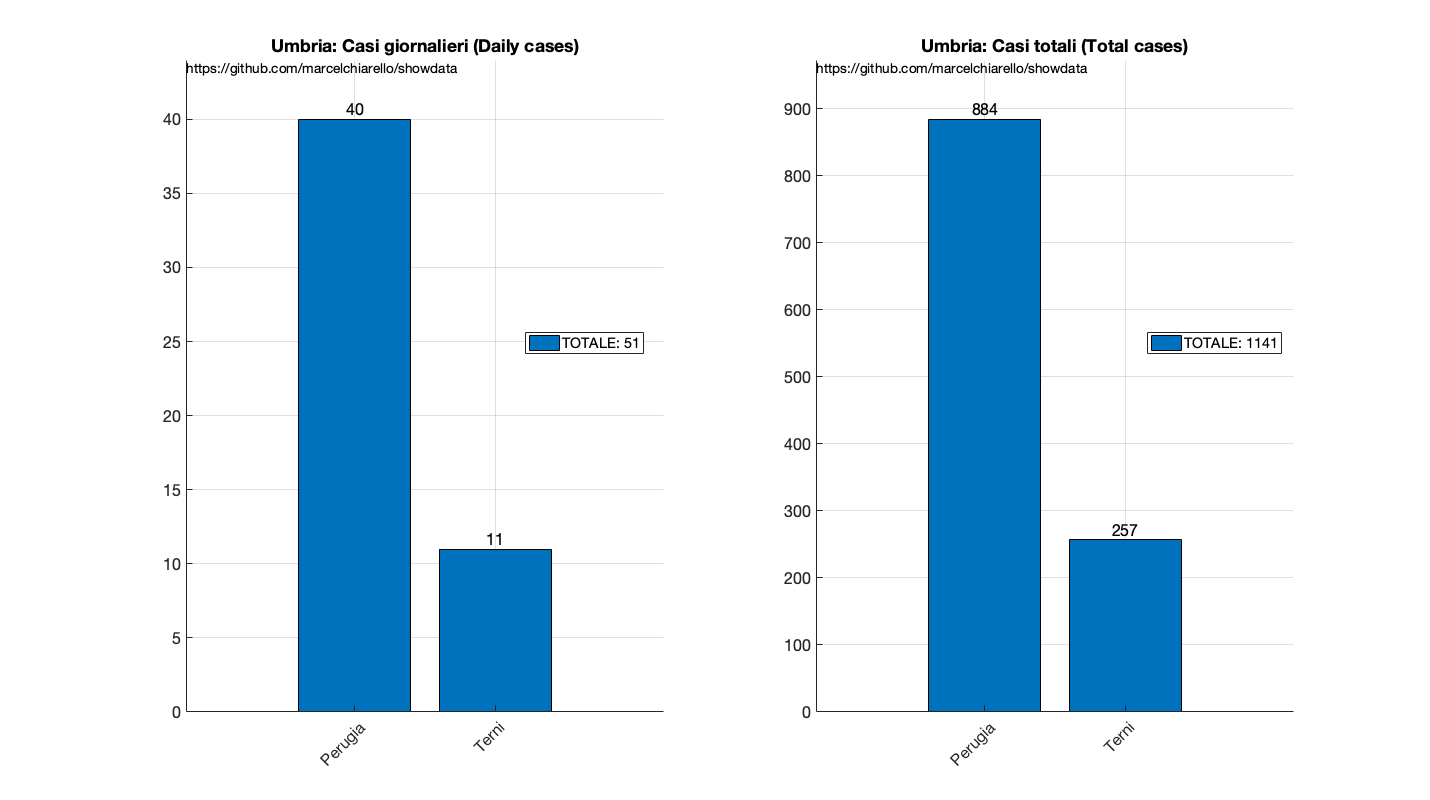 Umbria: Casi giornalieri (Daily cases)
https://github.com/marcelchiarello/showdata
40
40
35
30
25
TOTALE: 51
20
15
11
10
5
0
Perugia
Terni
Umbria: Casi totali (Total cases)
https://github.com/marcelchiarello/showdata
900
884
800
700
600
TOTALE: 1141
500
400
300
257
200
100
0
Perugia
Terni